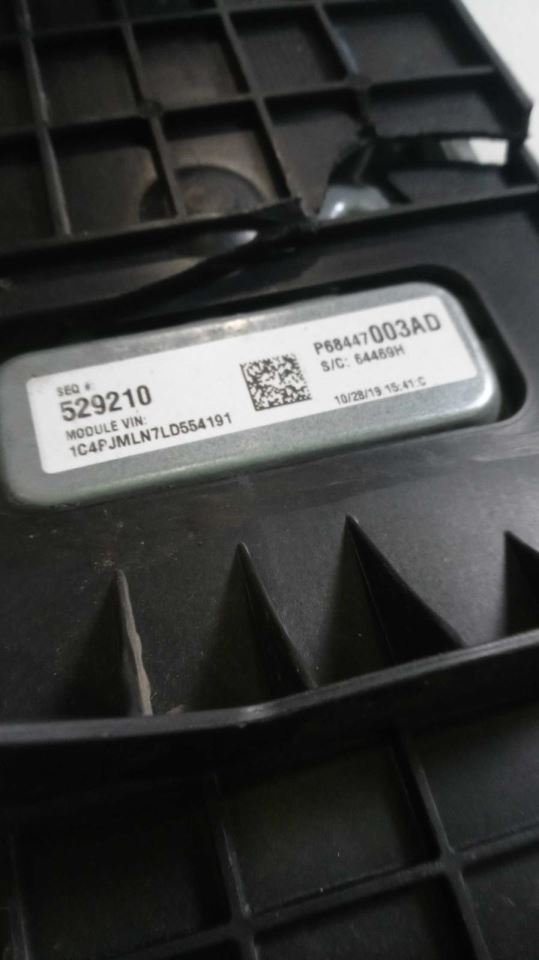 SEQ #:
529210
MODULE VIN:
1C4PJMLN7LD554191
P68447003AD
S/C: 64469H
10/28/19 15:41:C